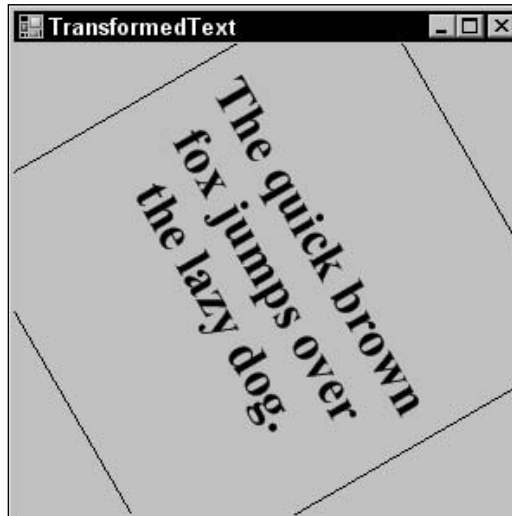 TransformedText
The quick brown
fox jumps over
the lazy dog.